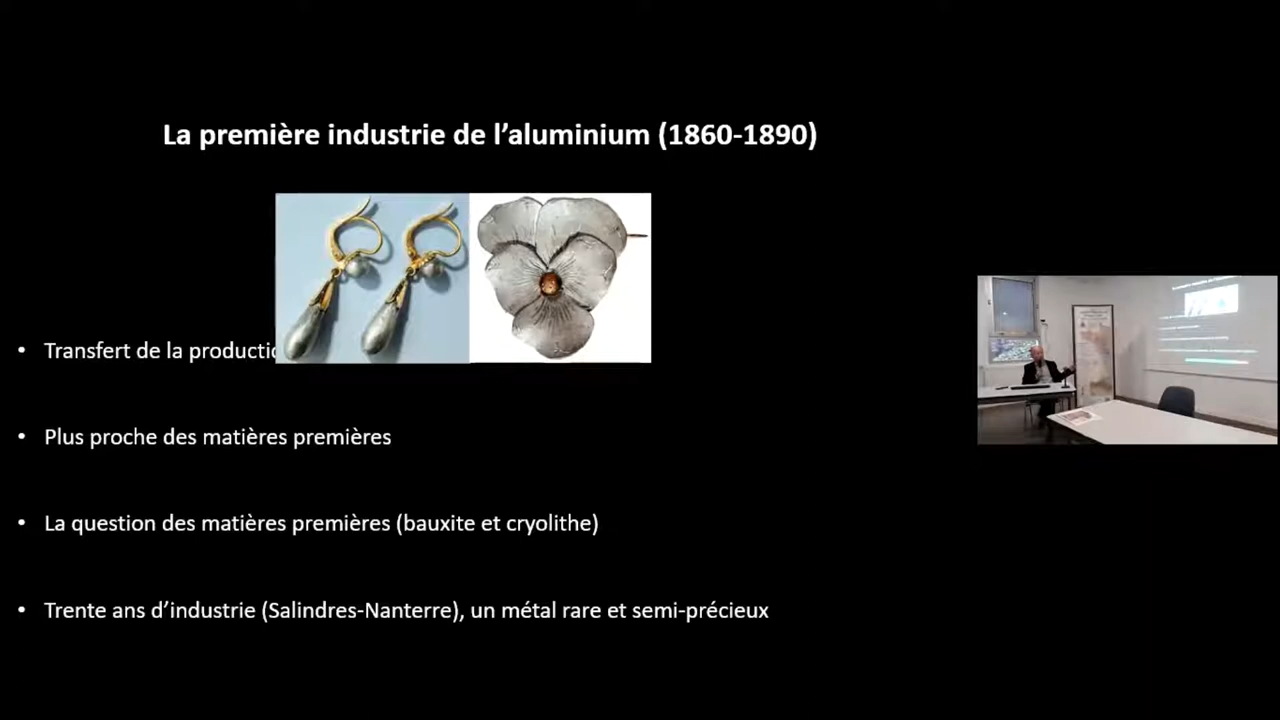 La première industrie de l’aluminium (1860-1890)
• Transfert de la
• Plus proche des matières premières
• La question des matières premières (bauxite et cryolithe)
• Trente ans d’industrie (Salindres-Nanterre), un métal rare et semi-précieux